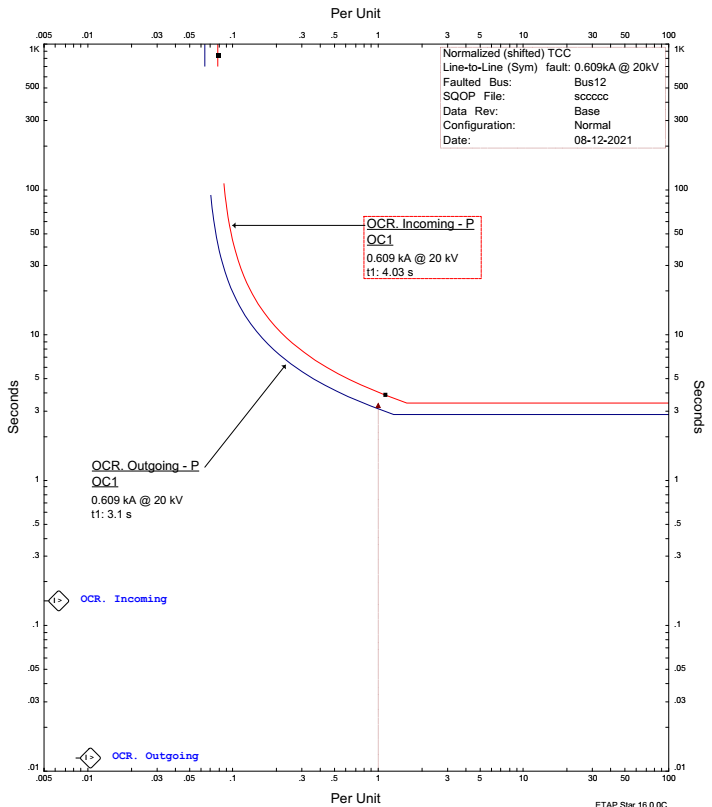 Per Unit
.005 .01 .03 .05 .1 .3 .5 1 3 5 10 30 50 100
1K 1K
Normalized (shifted) TCC
Line-to-Line (Sym) fault: 0.609kA @ 20kV
Faulted Bus: Bus12
SQOP File: sccccc
Data Rev: Base
Configuration: Normal
Date: 08-12-2021
500 500
300 300
100 100
OCR. Incoming - P
OC1
0.609 kA @ 20 kV
t1: 4.03 s
50 50
30 30
10 10
5 5
Seconds Seconds
3 3
OCR. Outgoing - P
OC1
0.609 kA @ 20 kV
t1: 3.1 s
1 1
.5 .5
.3 .3
I > OCR. Incoming
.1 .1
.05 .05
.03 .03
I > OCR. Outgoing
.01 .01
.005 .01 .03 .05 .1 .3 .5 1 3 5 10 30 50 100
Per Unit
ETAP Star 16.0.0C